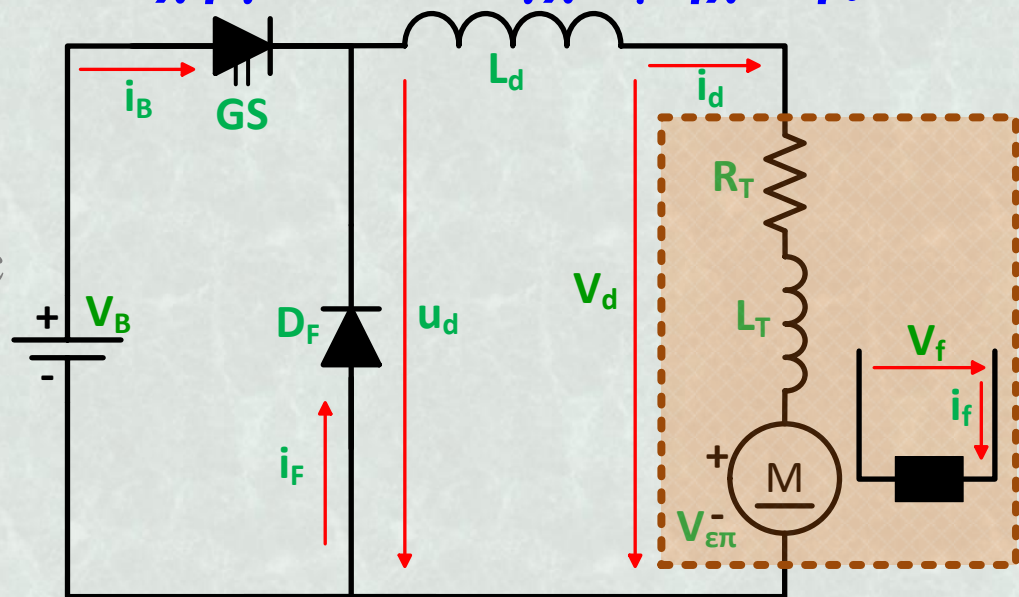 i_B
GS
L_d
i_d
R_T
+ V_B
-
D_F
u_d
V_d
L_T
V_f
i_f
i_F
+
M
-
V_επ